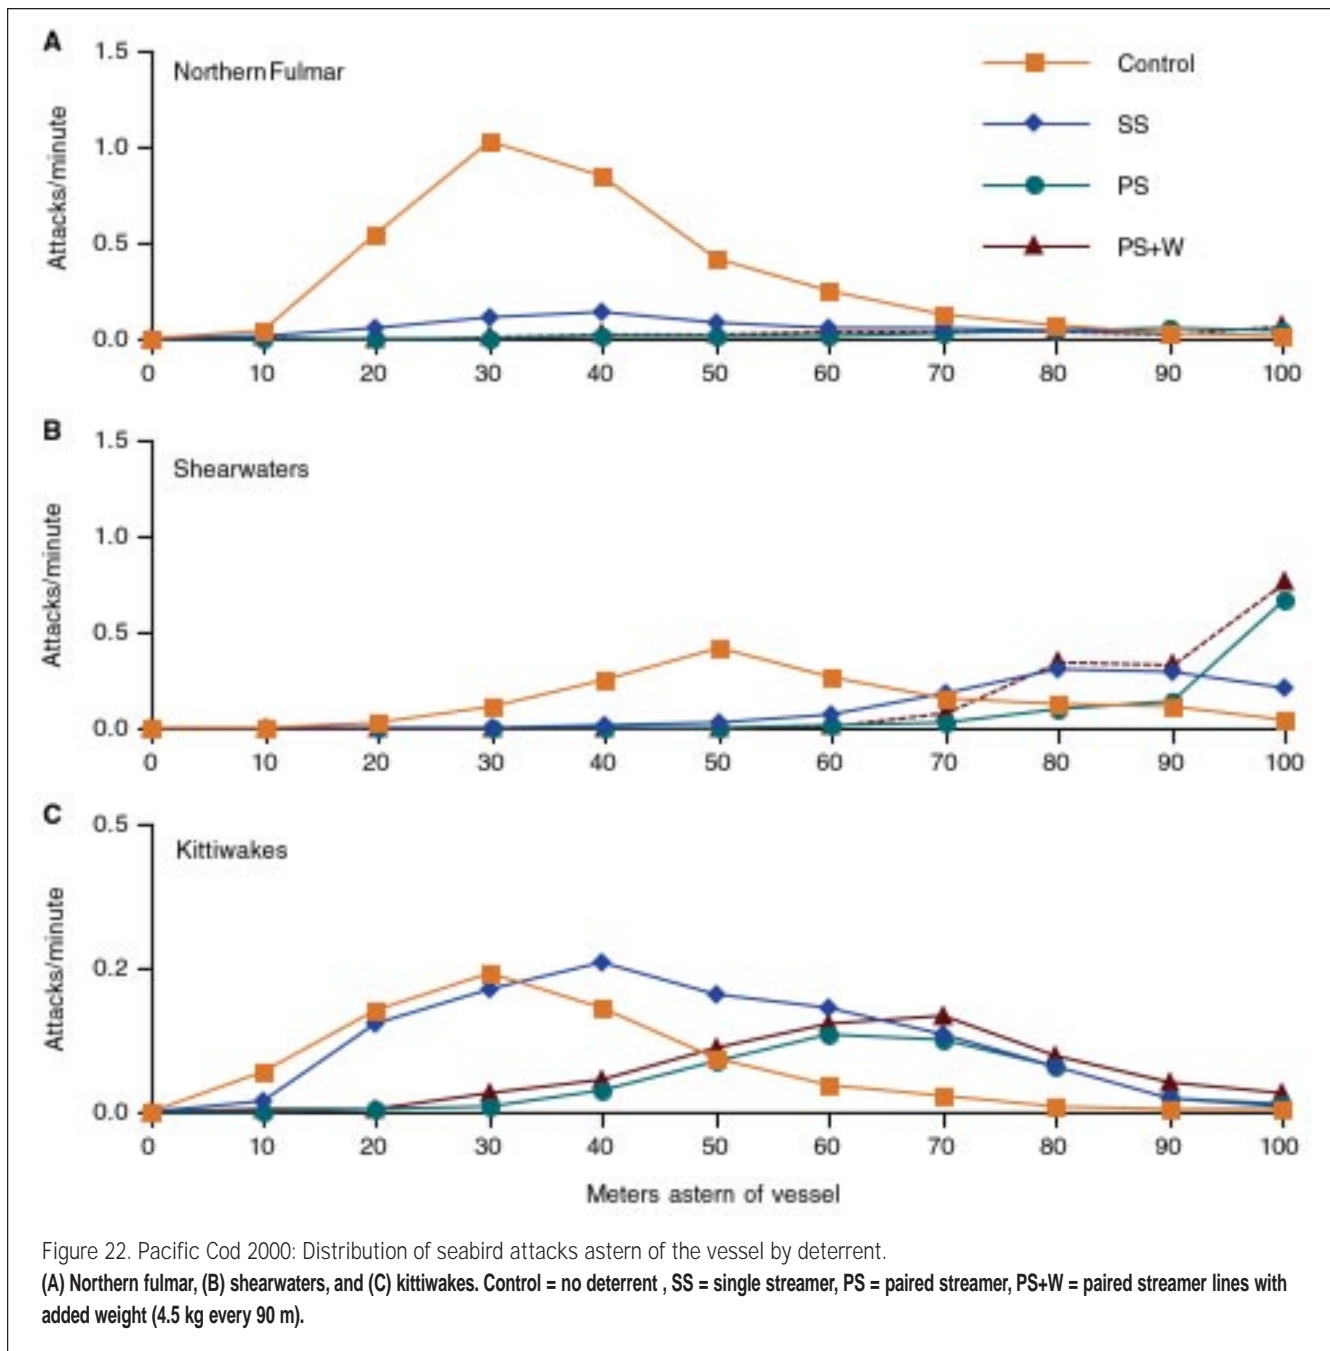 A
1.5
Northern Fulmar
Control
SS
PS
PS+W
Attacks/minute
1.0
0.5
0.0
0 10 20 30 40 50 60 70 80 90 100
B
1.5
Shearwaters
Attacks/minute
1.0
0.5
0.0
0 10 20 30 40 50 60 70 80 90 100
C
0.5
Kittiwakes
Attacks/minute
0.2
0.0
0 10 20 30 40 50 60 70 80 90 100
Meters astern of vessel
Figure 22. Pacific Cod 2000: Distribution of seabird attacks astern of the vessel by deterrent.
(A) Northern fulmar, (B) shearwaters, and (C) kittiwakes. Control = no deterrent , SS = single streamer, PS = paired streamer, PS+W = paired streamer lines with
added weight (4.5 kg every 90 m).